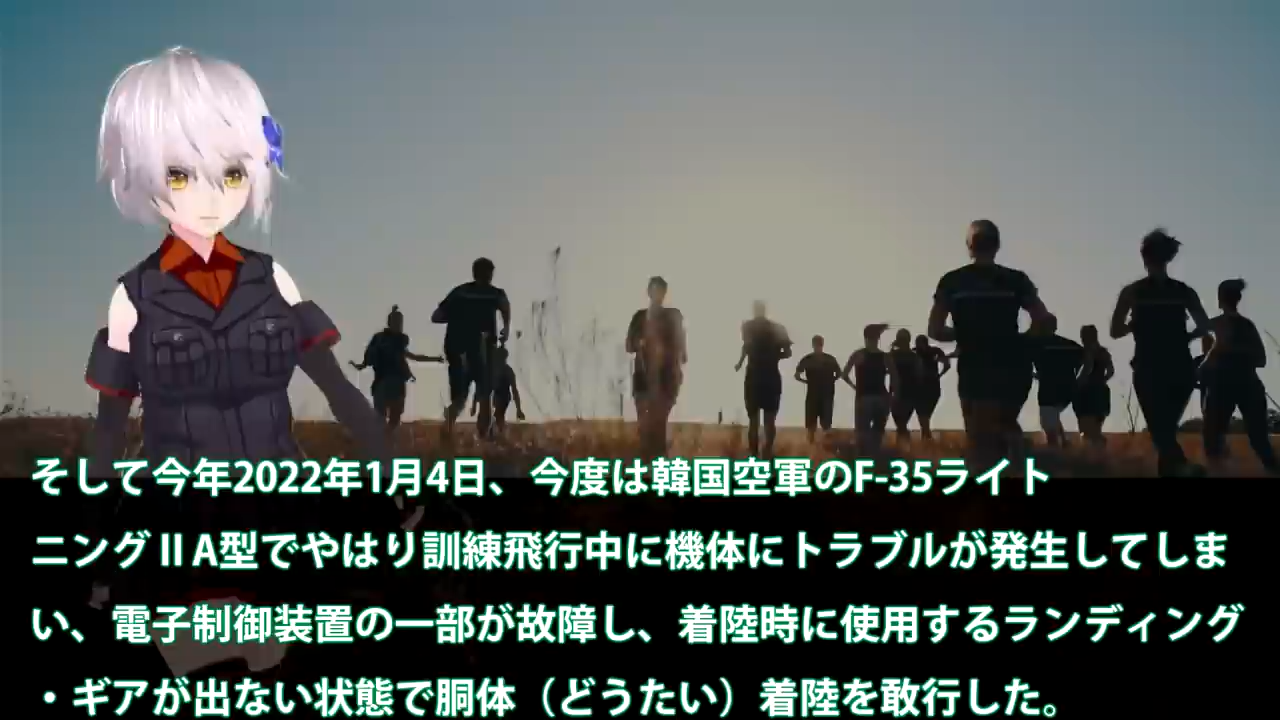 そして今年2022年1月4日、今度は韓国空軍のF-35ライト
ニングⅡA型でやはり訓練飛行中に機体にトラブルが発生してしま
い、電子制御装置の一部が故障し、着陸時に使用するランディング
・ギアが出ない状態で胴体（どうたい）着陸を敢行した。